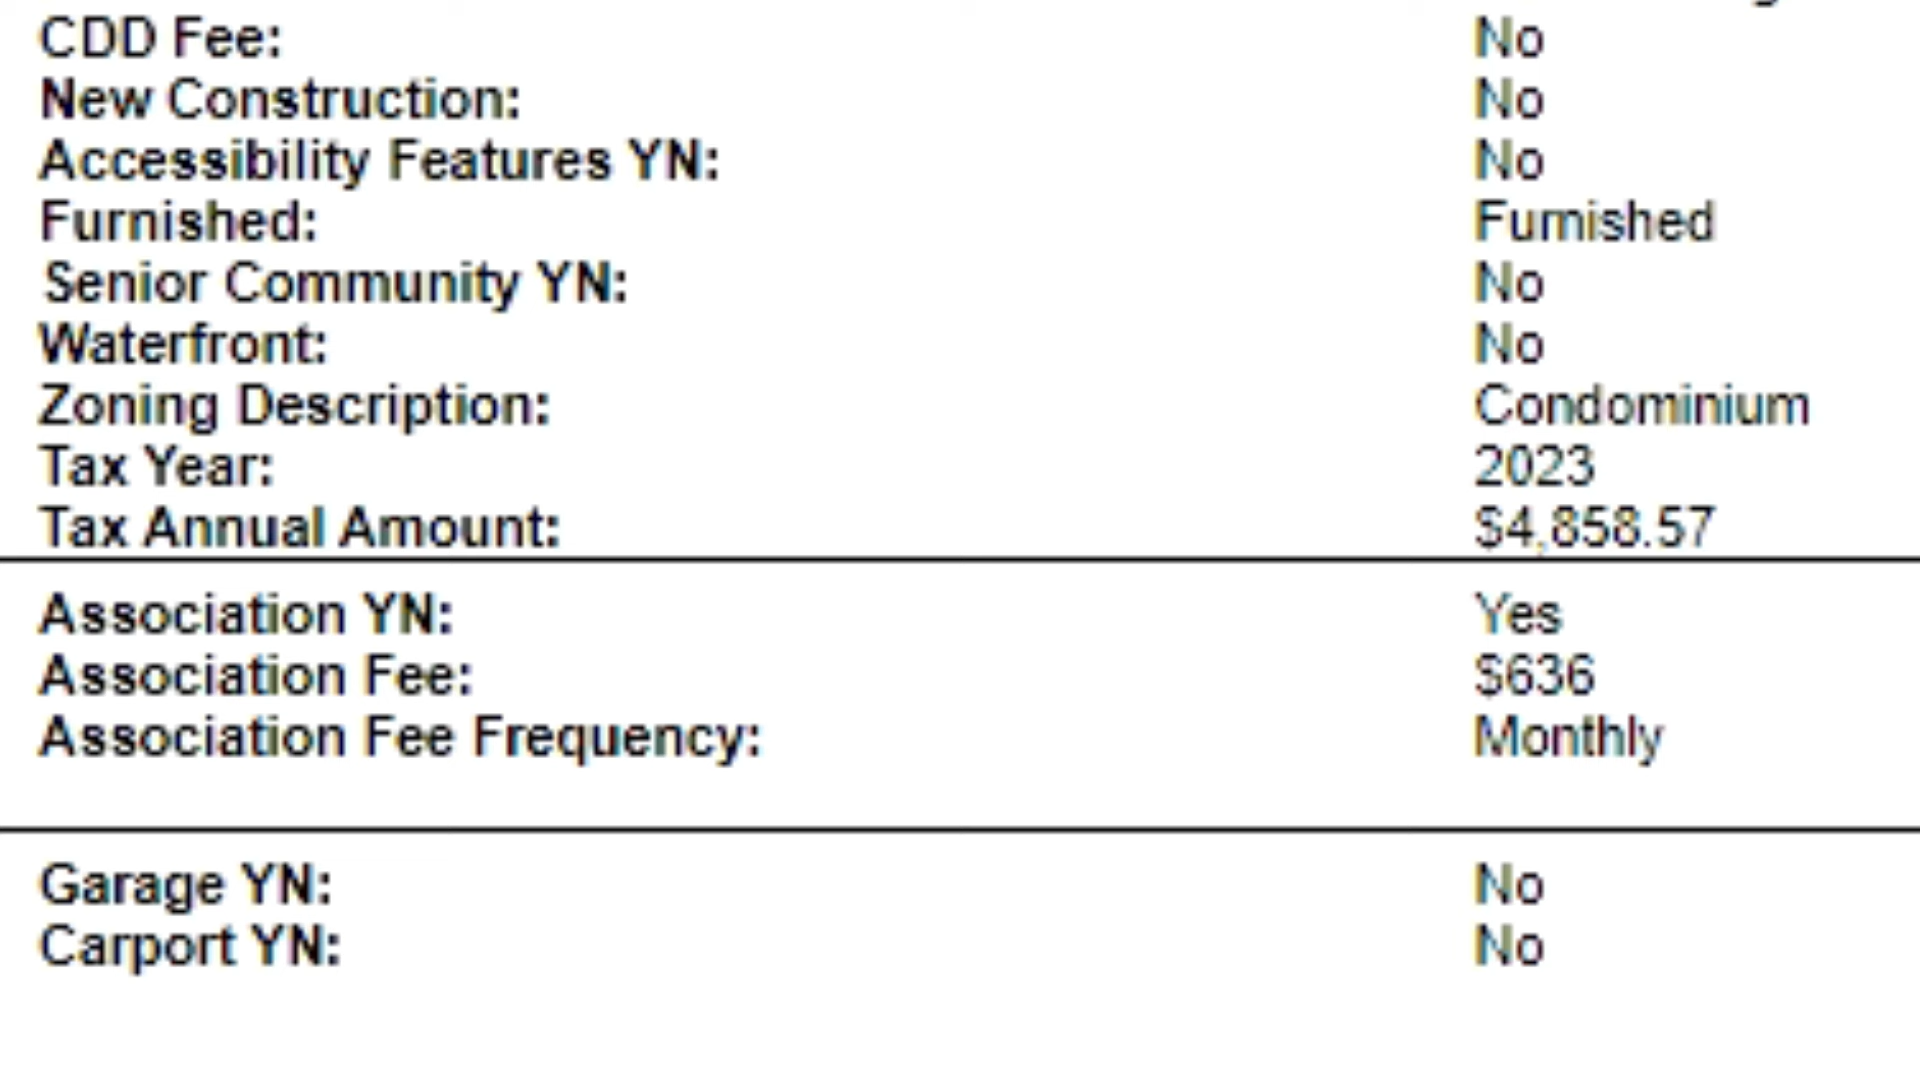 CDD Fee: No
New Construction: No
Accessibility Features YN: No
Furnished: Furnished
Senior Community YN: No
Waterfront: No
Zoning Description: Condominium
Tax Year: 2023
Tax Annual Amount: $4,858.57
Association YN: Yes
Association Fee: $636
Association Fee Frequency: Monthly
Garage YN: No
Carport YN: No